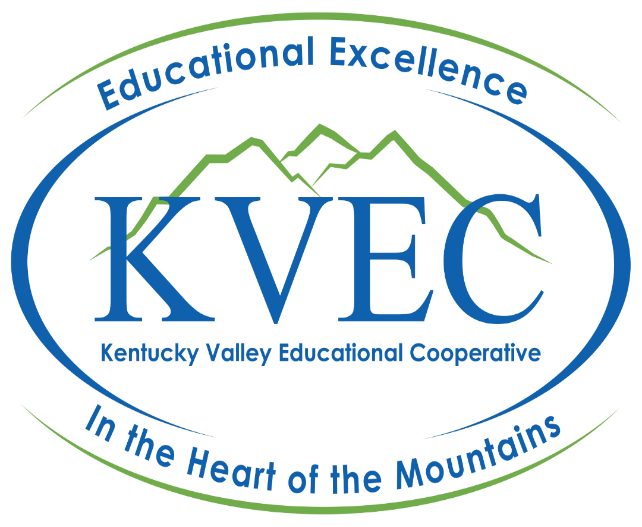 Educational Excellence
KVEC
Kentucky Valley Educational Cooperative
In the Heart of the Mountains